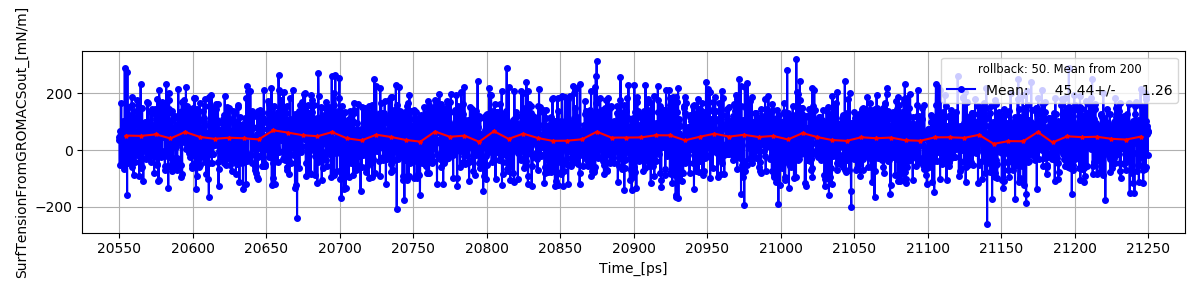 SurfTensionFromGROMACSout_[mN/m]
200
0
−200
rollback: 50. Mean from 200
Mean: 45.44+/- 1.26
20550 20600 20650 20700 20750 20800 20850 20900 20950 21000 21050 21100 21150 21200 21250
Time_[ps]